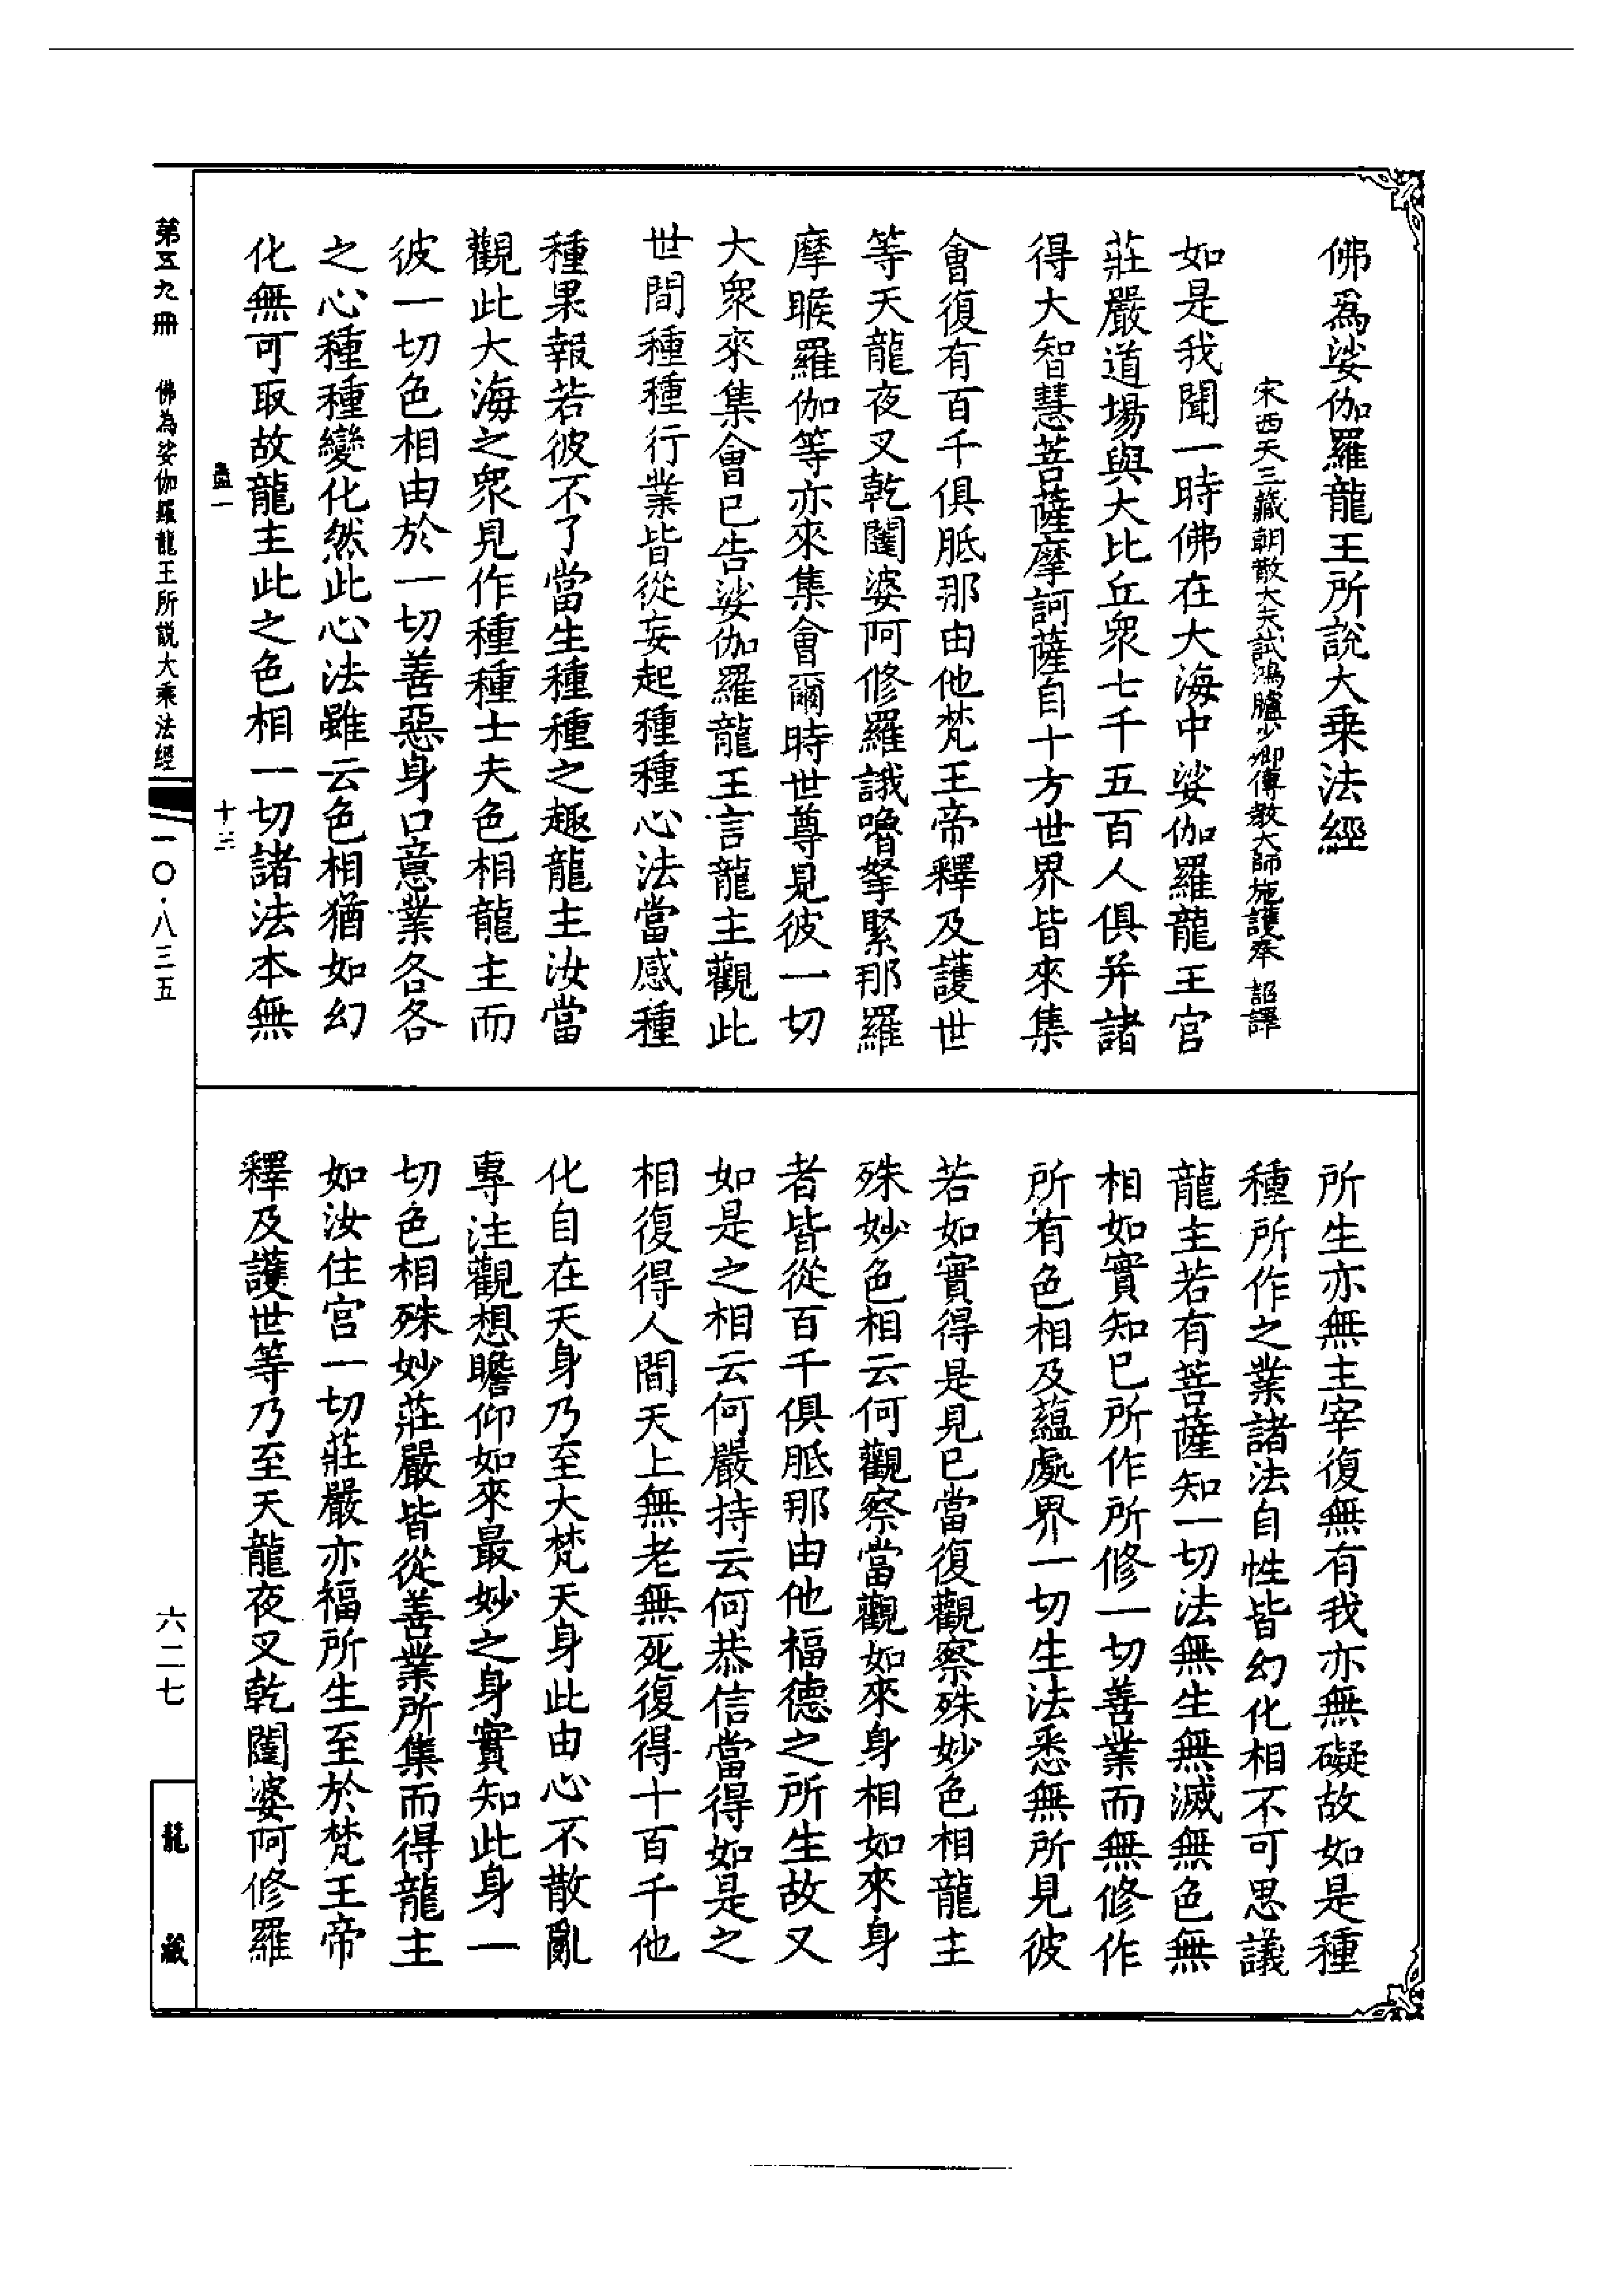 佛爲娑伽羅龍王所說大乗法經
宋西天三藏朝散大夫試鴻臚少卿傳教大師施護奉 詔譯
如是我聞一時佛在大海中娑伽羅龍王宮
莊嚴道場與大比丘眾七千五百人俱并諸
得大智慧菩薩摩訶薩自十方世界皆來集
會復有百千俱胝那由他梵王帝釋及護世
等天龍夜叉乾闥婆阿修羅誐嚕拏緊那羅
摩睺羅伽等亦來集會爾時世尊見彼一切
大眾來集會已告娑伽羅龍王言龍主觀此
世間種種行業皆從妄起種種心法當感種
種果報若彼不了當生種種之趣龍主汝當
觀此大海之眾見作種種士夫色相龍主而
彼一切色相由於一切善惡身口意業各各
之心種種變化然此心法雖云色相猶如幻
化無可取故龍主此之色相一切諸法本無
所生亦無主宰復無有我亦無礙故如是種
種所作之業諸法自性皆幻化相不可思議
龍主若有菩薩知一切法無生無滅無色無
相如實知已所作所修一切善業而無修作
所有色相及蘊處界一切生法悉無所見彼
若如實得是見已當復觀察殊妙色相龍主
殊妙色相云何觀察當觀如來身相如來身
者皆從百千俱胝那由他福德之所生故又
如是之相云何嚴持云何恭信當得如是之
相復得人間天上無老無死復得十百千他
化自在天身乃至大梵天身此由心不散亂
專注觀想瞻仰如來最妙之身實知此身一
切色相殊妙莊嚴皆從善業所集而得龍主
如汝住宮一切莊嚴亦福所生至於梵王帝
釋及護世等乃至天龍夜叉乾闥婆阿修羅
蠱一 十三
第五九冊 佛為娑伽羅龍王所說大乘法經 一〇·八三五
六二七
龍藏